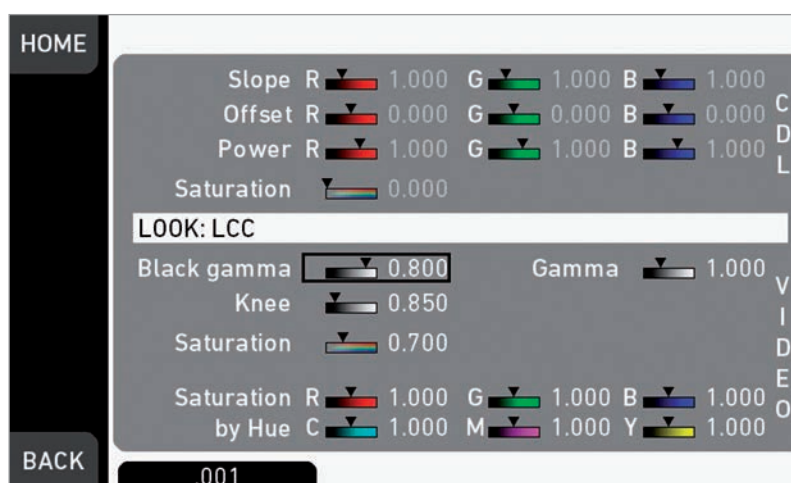 HOME
Slope R 1.000 G 1.000 B 1.000
Offset R 0.000 G 0.000 B 0.000
Power R 1.000 G 1.000 B 1.000
Saturation 0.000
CDL
LOOK: LCC
Black gamma 0.800 Gamma 1.000
Knee 0.850
Saturation 0.700
Saturation R 1.000 G 1.000 B 1.000
by Hue C 1.000 M 1.000 Y 1.000
VIDEO
BACK
.001